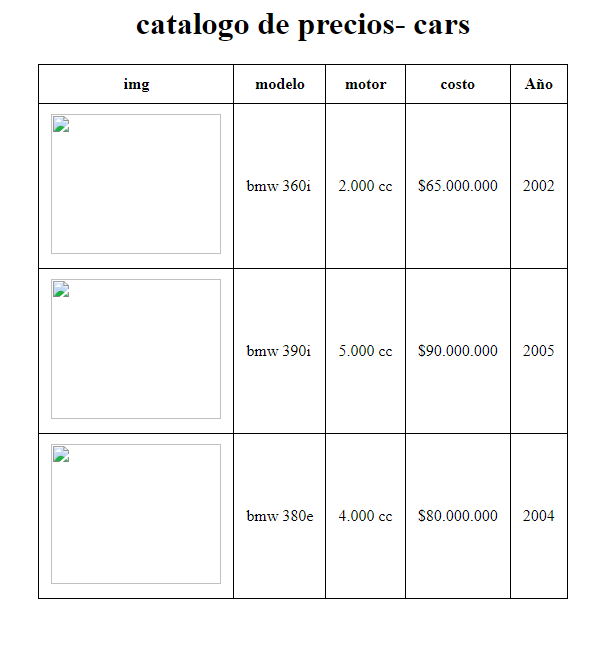 catalogo de precios- cars
img modelo motor costo Año
bmw 360i 2.000 cc $65.000.000 2002
bmw 390i 5.000 cc $90.000.000 2005
bmw 380e 4.000 cc $80.000.000 2004